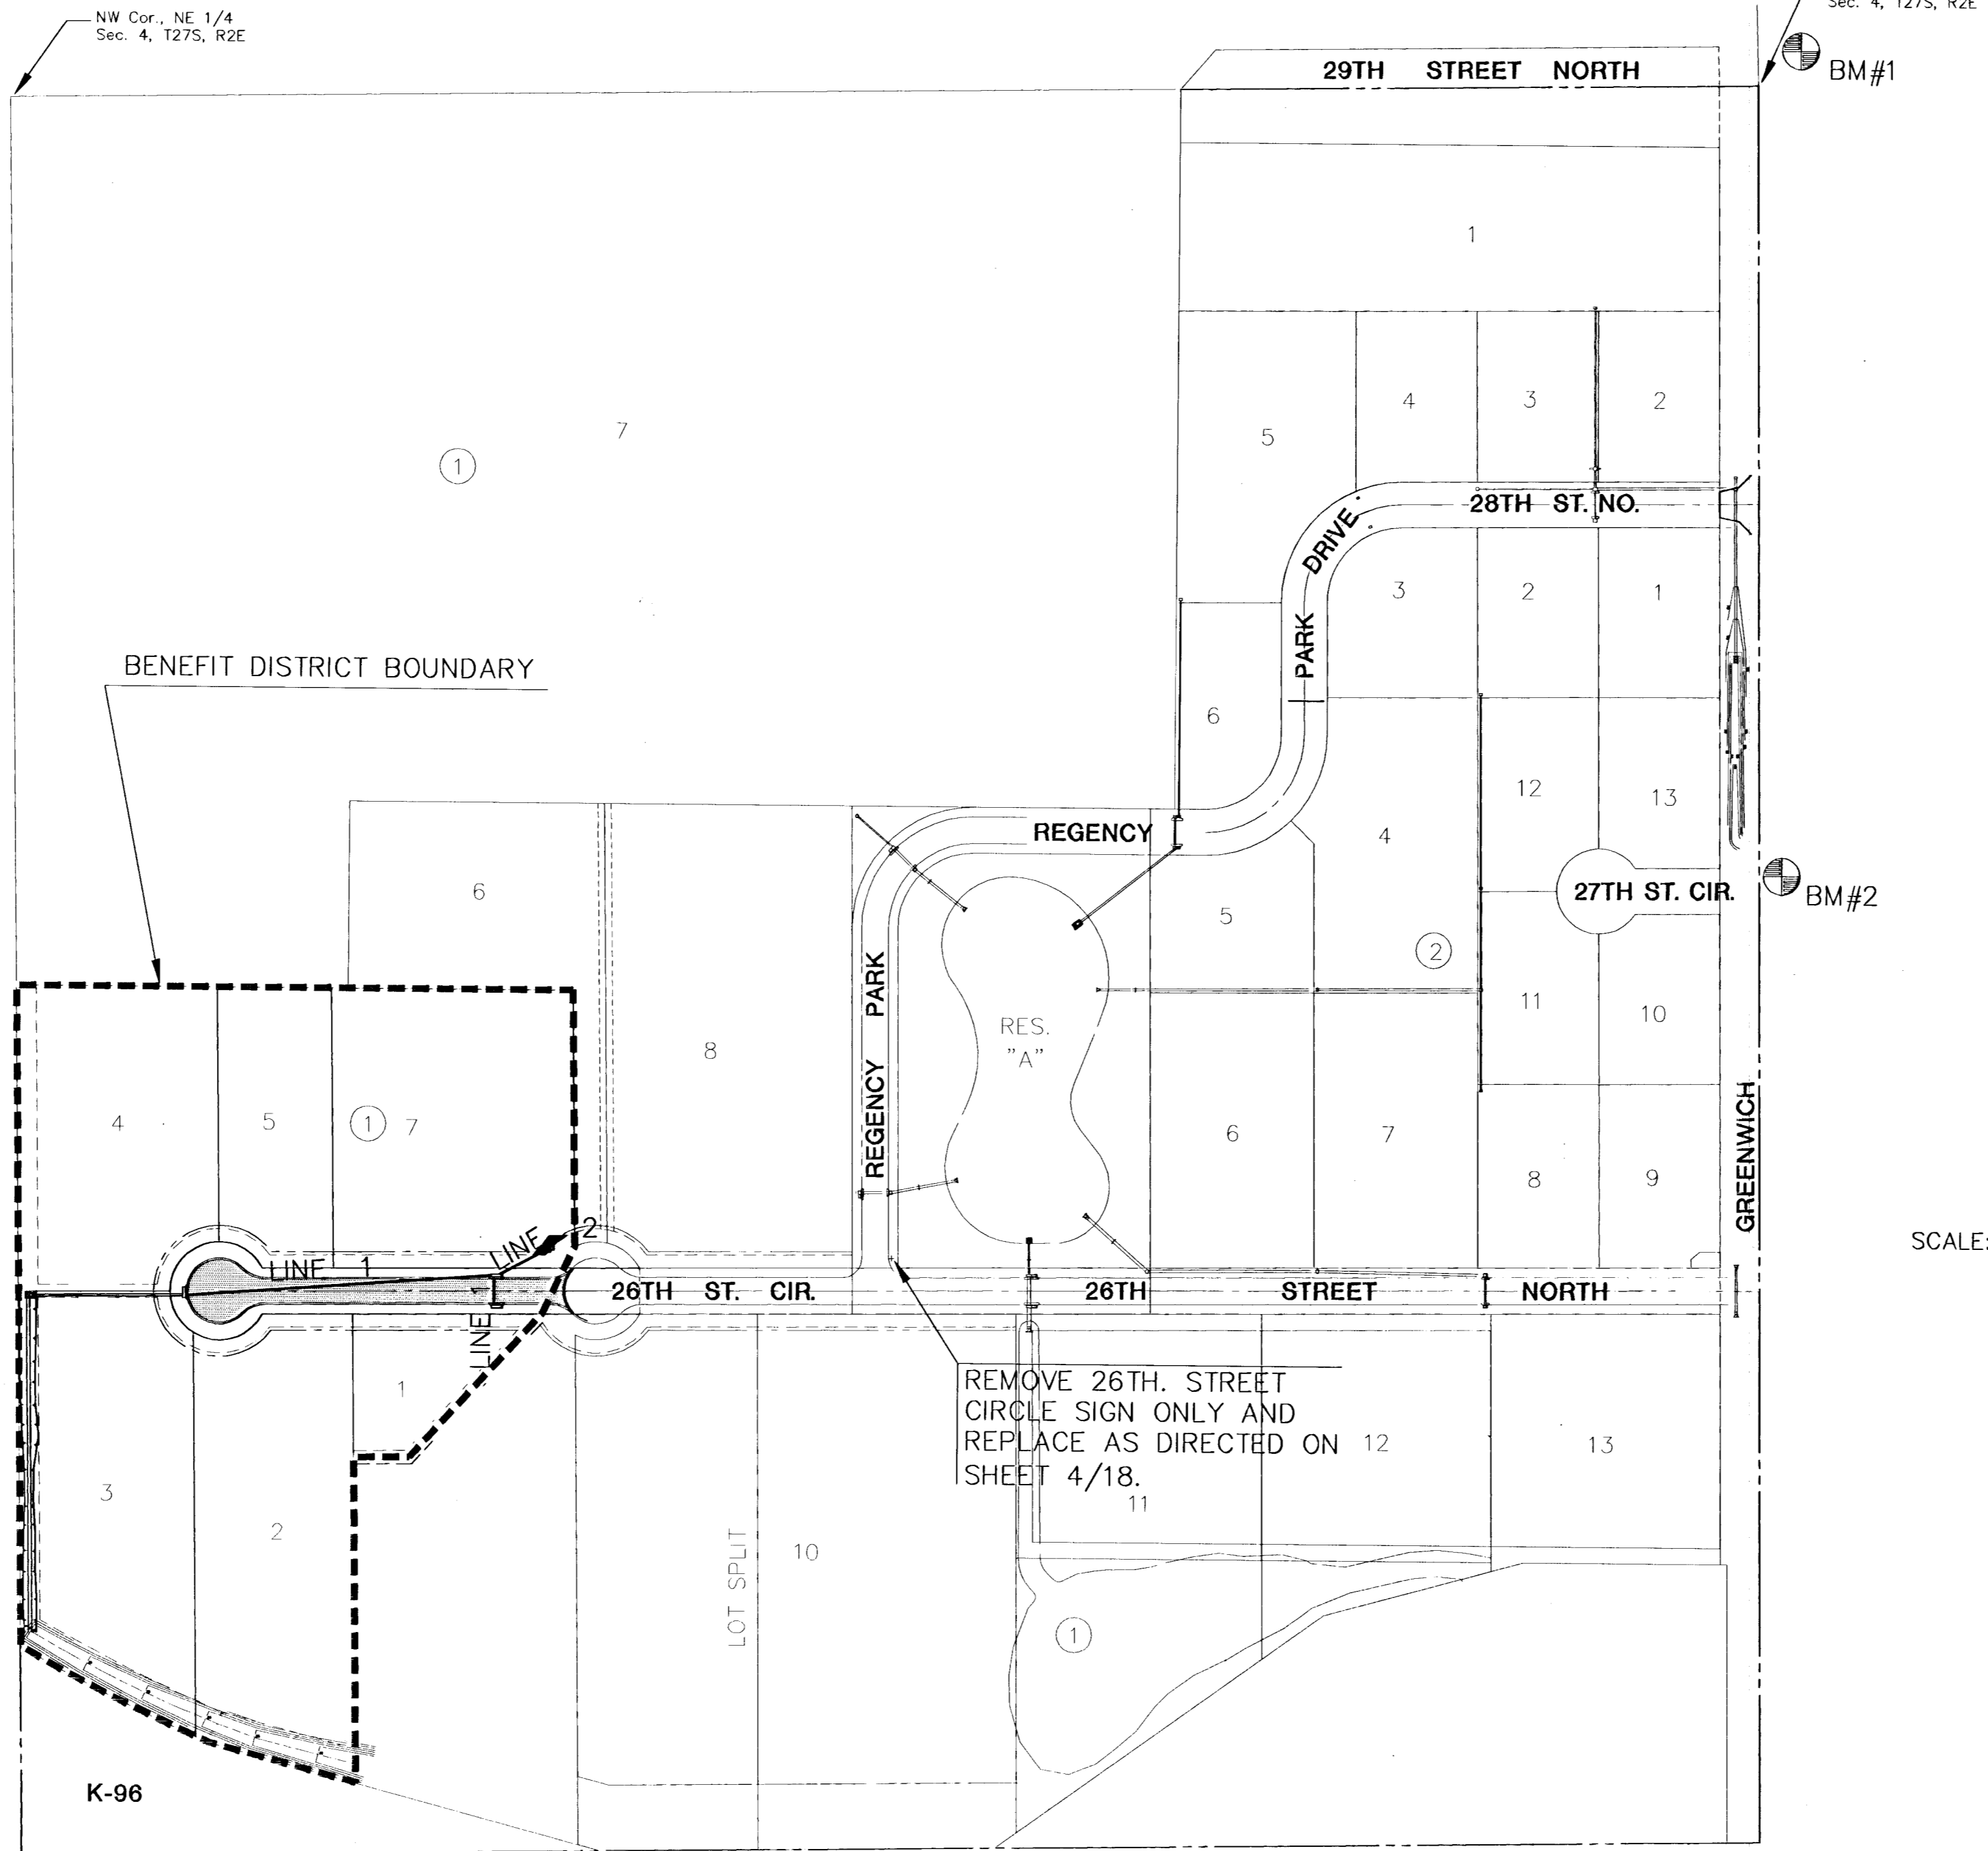 NW Cor., NE 1/4
Sec. 4, T27S, R2E
Sec. 4, T27S, R2E
BM#1
29TH STREET NORTH
1
7
1
5
4
3
2
28TH ST. NO.
PARK DRIVE
3
2
1
6
BENEFIT DISTRICT BOUNDARY
12
13
4
REGENCY
27TH ST. CIR.
BM#2
6
5
2
REGENCY PARK
RES.
"A"
11
10
8
4
5
1
7
6
7
8
9
GREENWICH
SCALE:
LINE 1
LINE 2
LINE 1
26TH ST. CIR.
26TH STREET NORTH
1
REMOVE 26TH. STREET
CIRCLE SIGN ONLY AND
REPLACE AS DIRECTED ON
SHEET 4/18.
12
13
11
3
2
LOT SPLIT
10
1
K-96